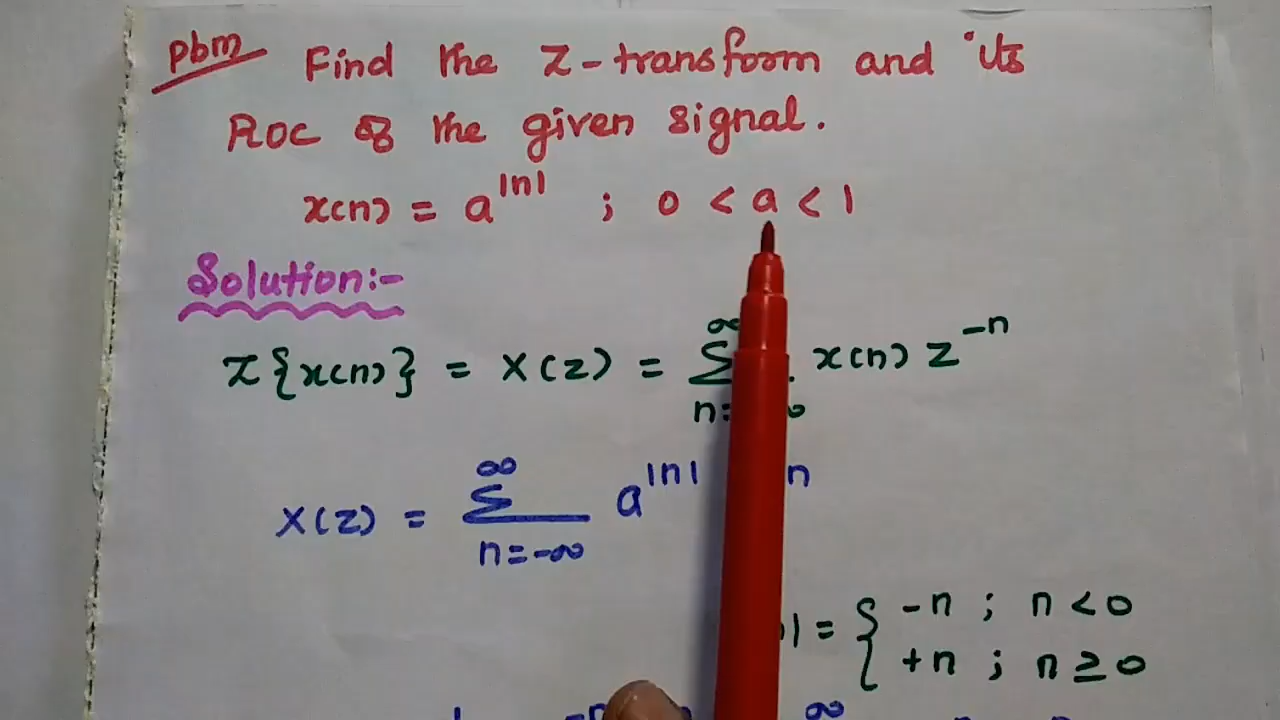 Pbm Find the Z-transform and its
ROC of the given signal.
x(n) = a^|n| ; 0 < a < 1
Solution:-
Z{x(n)} = X(z) = Σ x(n) z^-n
∞
n=
X(z) = Σ a^|n| n
∞
n=-∞
| = { -n ; n < 0
+n ; n ≥ 0
∞